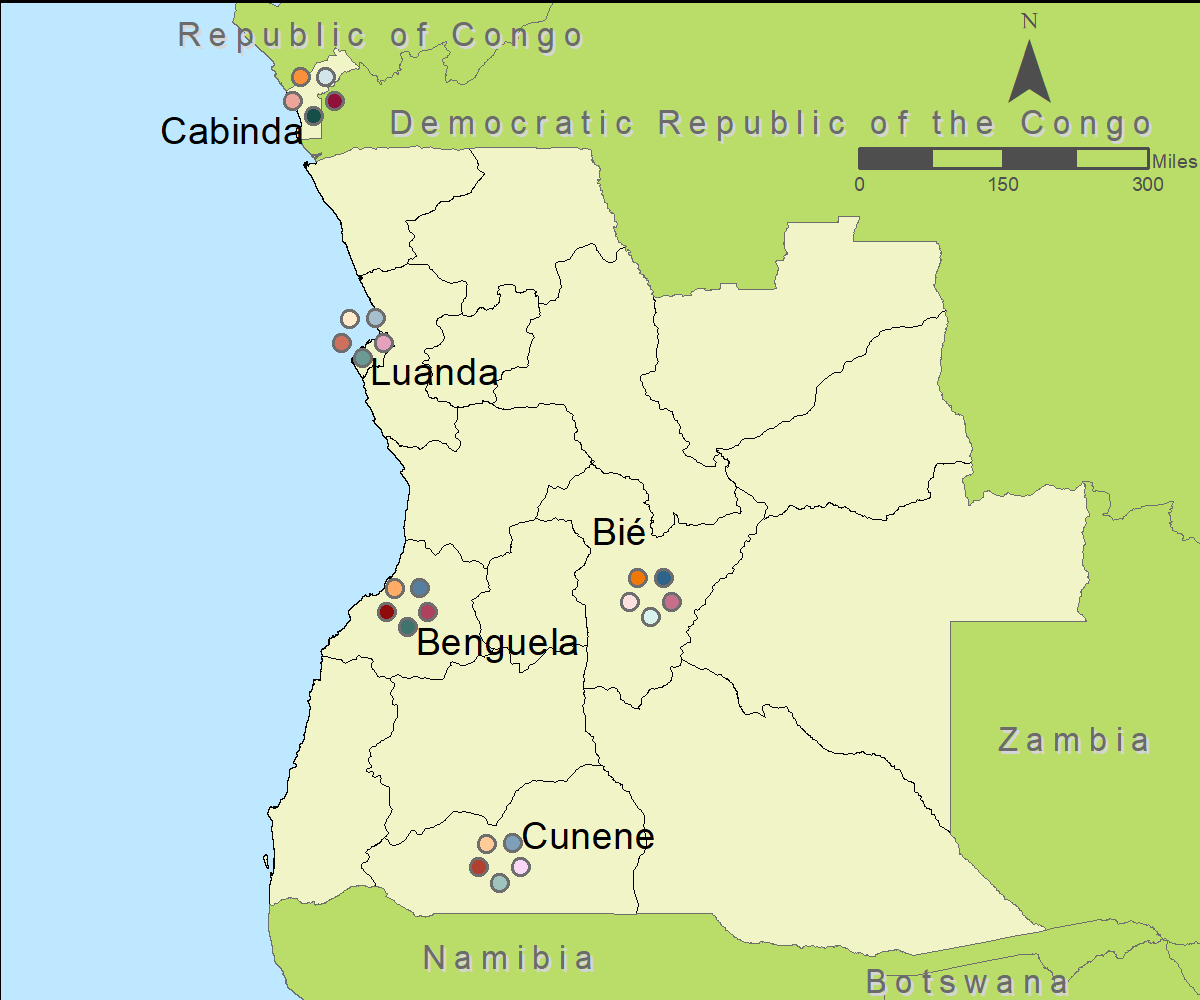 Republic of Congo
N
Cabinda
Democratic Republic of the Congo
Miles
0 150 300
Luanda
Bié
Benguela
Zambia
Cunene
Namibia
Botswana